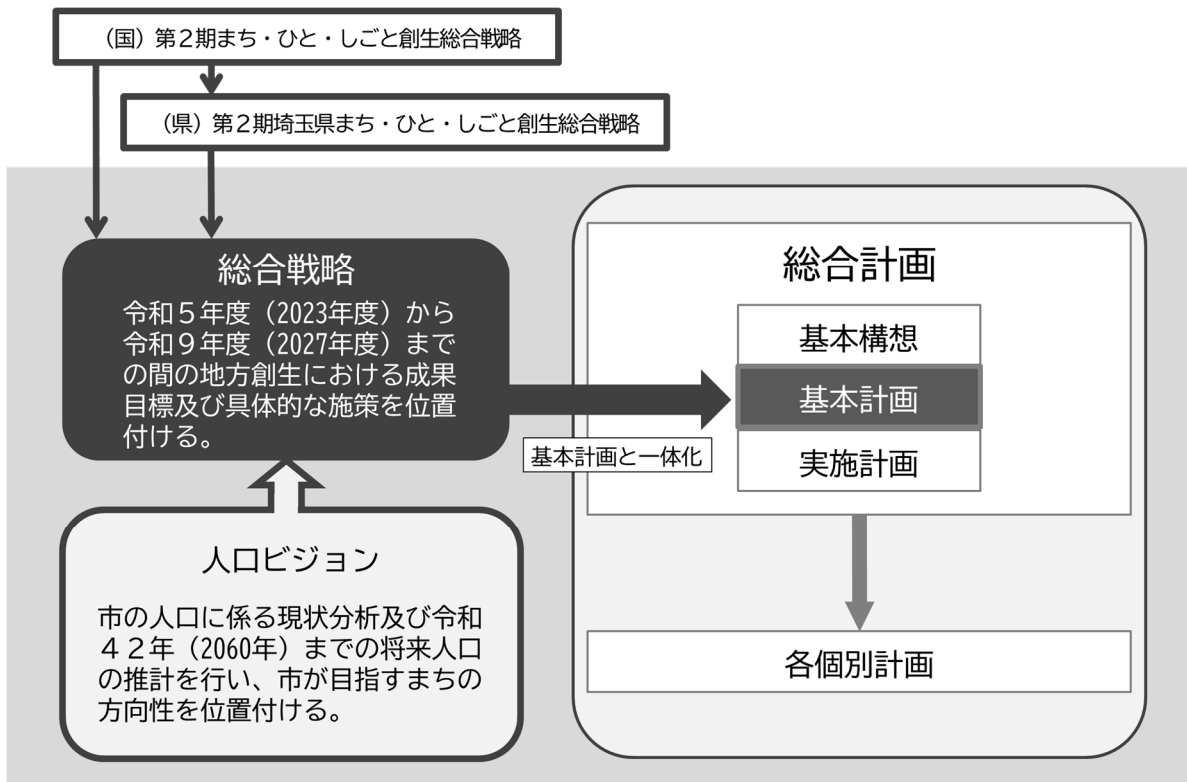 （国）第２期まち・ひと・しごと創生総合戦略
（県）第２期埼玉県まち・ひと・しごと創生総合戦略
総合戦略
令和５年度（2023年度）から
令和９年度（2027年度）まで
の間の地方創生における成果
目標及び具体的な施策を位置
付ける。
基本計画と一体化
人口ビジョン
市の人口に係る現状分析及び令和
４２年（2060年）までの将来人口
の推計を行い、市が目指すまちの
方向性を位置付ける。
総合計画
基本構想
基本計画
実施計画
各個別計画